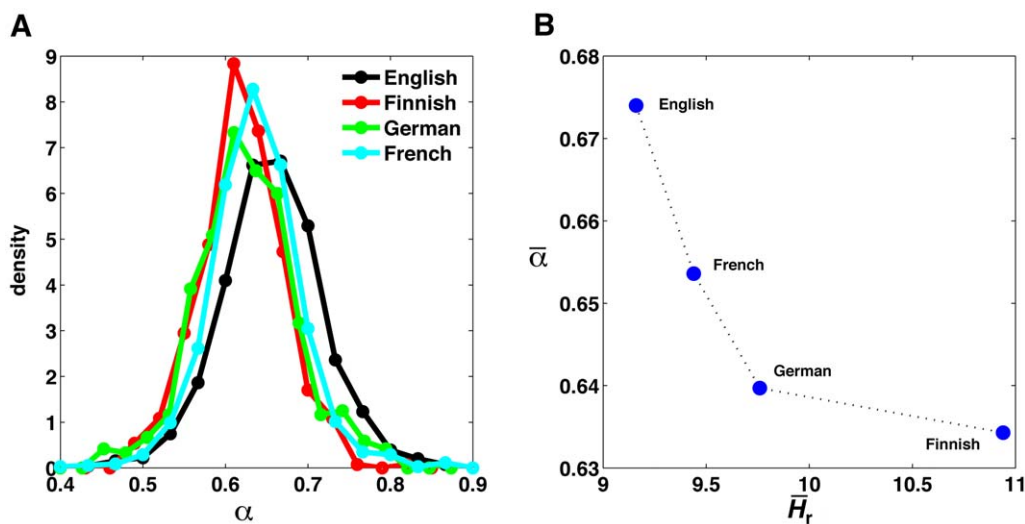 A
9
8
7
6
5
4
3
2
1
0
density
English
Finnish
German
French
0.4
0.5
0.6
0.7
0.8
0.9
α
B
0.68
0.67
0.66
0.65
0.64
0.63
α̅
English
French
German
Finnish
9
9.5
10
10.5
11
H̅r